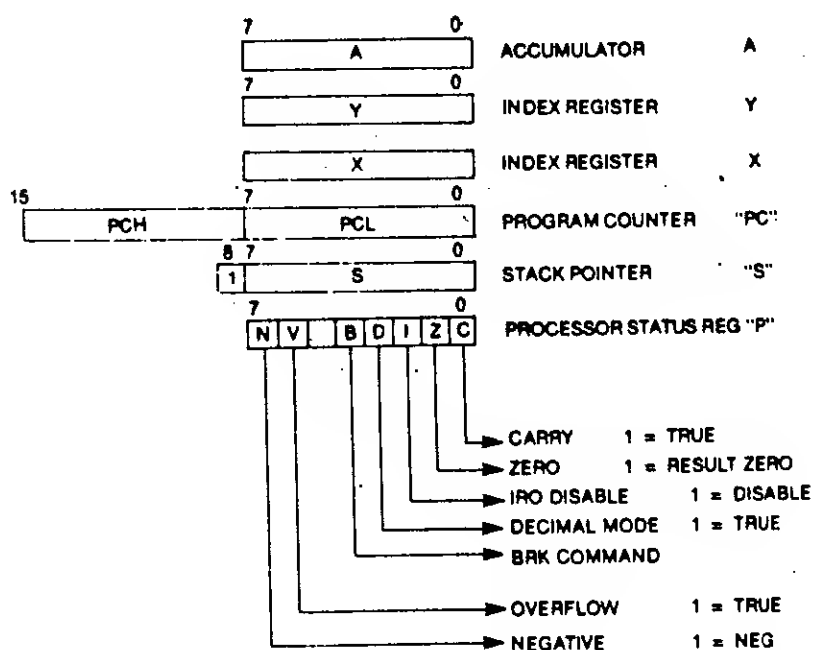 7 0
A ACCUMULATOR A
7 0
Y INDEX REGISTER Y
X INDEX REGISTER X
15 7 0
PCH PCL PROGRAM COUNTER "PC"
8 7 0
1 S STACK POINTER "S"
7 0
N V B D I Z C PROCESSOR STATUS REG "P"
CARRY 1 = TRUE
ZERO 1 = RESULT ZERO
IRO DISABLE 1 = DISABLE
DECIMAL MODE 1 = TRUE
BRK COMMAND
OVERFLOW 1 = TRUE
NEGATIVE 1 = NEG